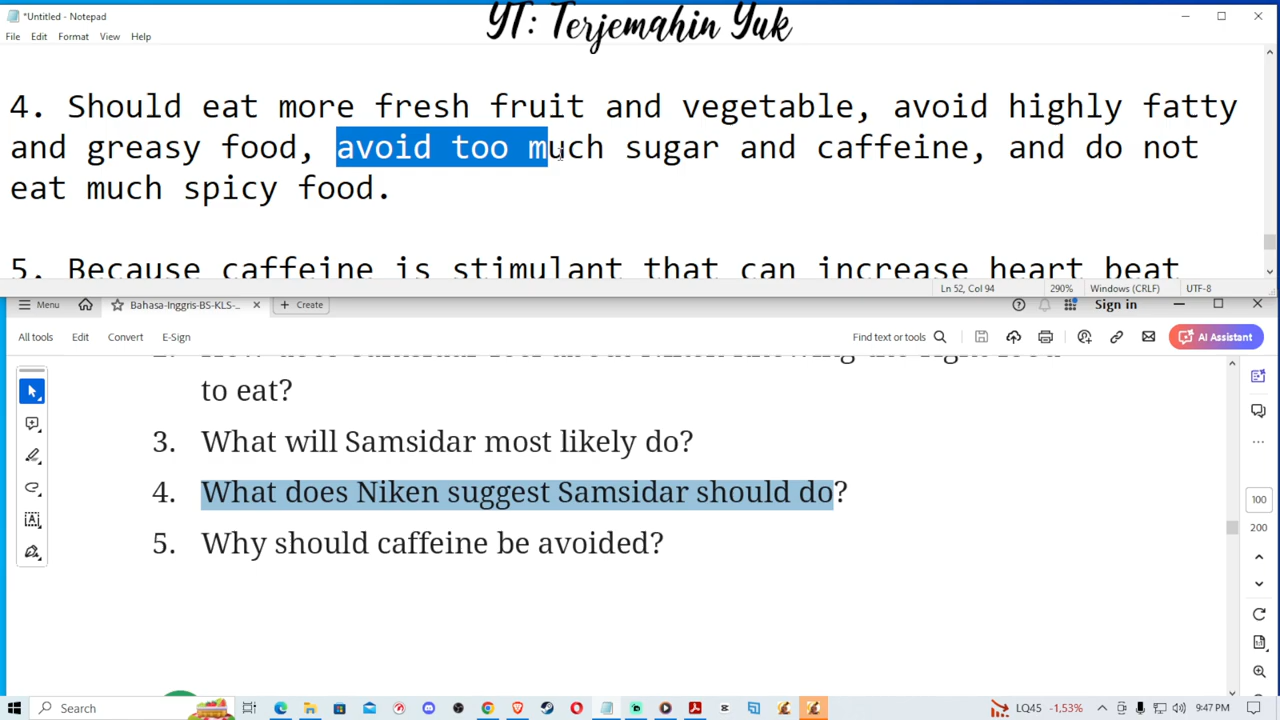 *Untitled - Notepad
YT: Terjemahin Yuk
File Edit Format View Help
4. Should eat more fresh fruit and vegetable, avoid highly fatty
and greasy food, avoid too much sugar and caffeine, and do not
eat much spicy food.
5. Because caffeine is stimulant that can increase heart beat
Ln 52, Col 94 290% Windows (CRLF) UTF-8
Menu Bahasa-Inggris-BS-KLS-... Create Sign in
All tools Edit Convert E-Sign Find text or tools AI Assistant
to eat?
3. What will Samsidar most likely do?
4. What does Niken suggest Samsidar should do?
5. Why should caffeine be avoided?
100
200
Search LQ45 -1,53% 9:47 PM